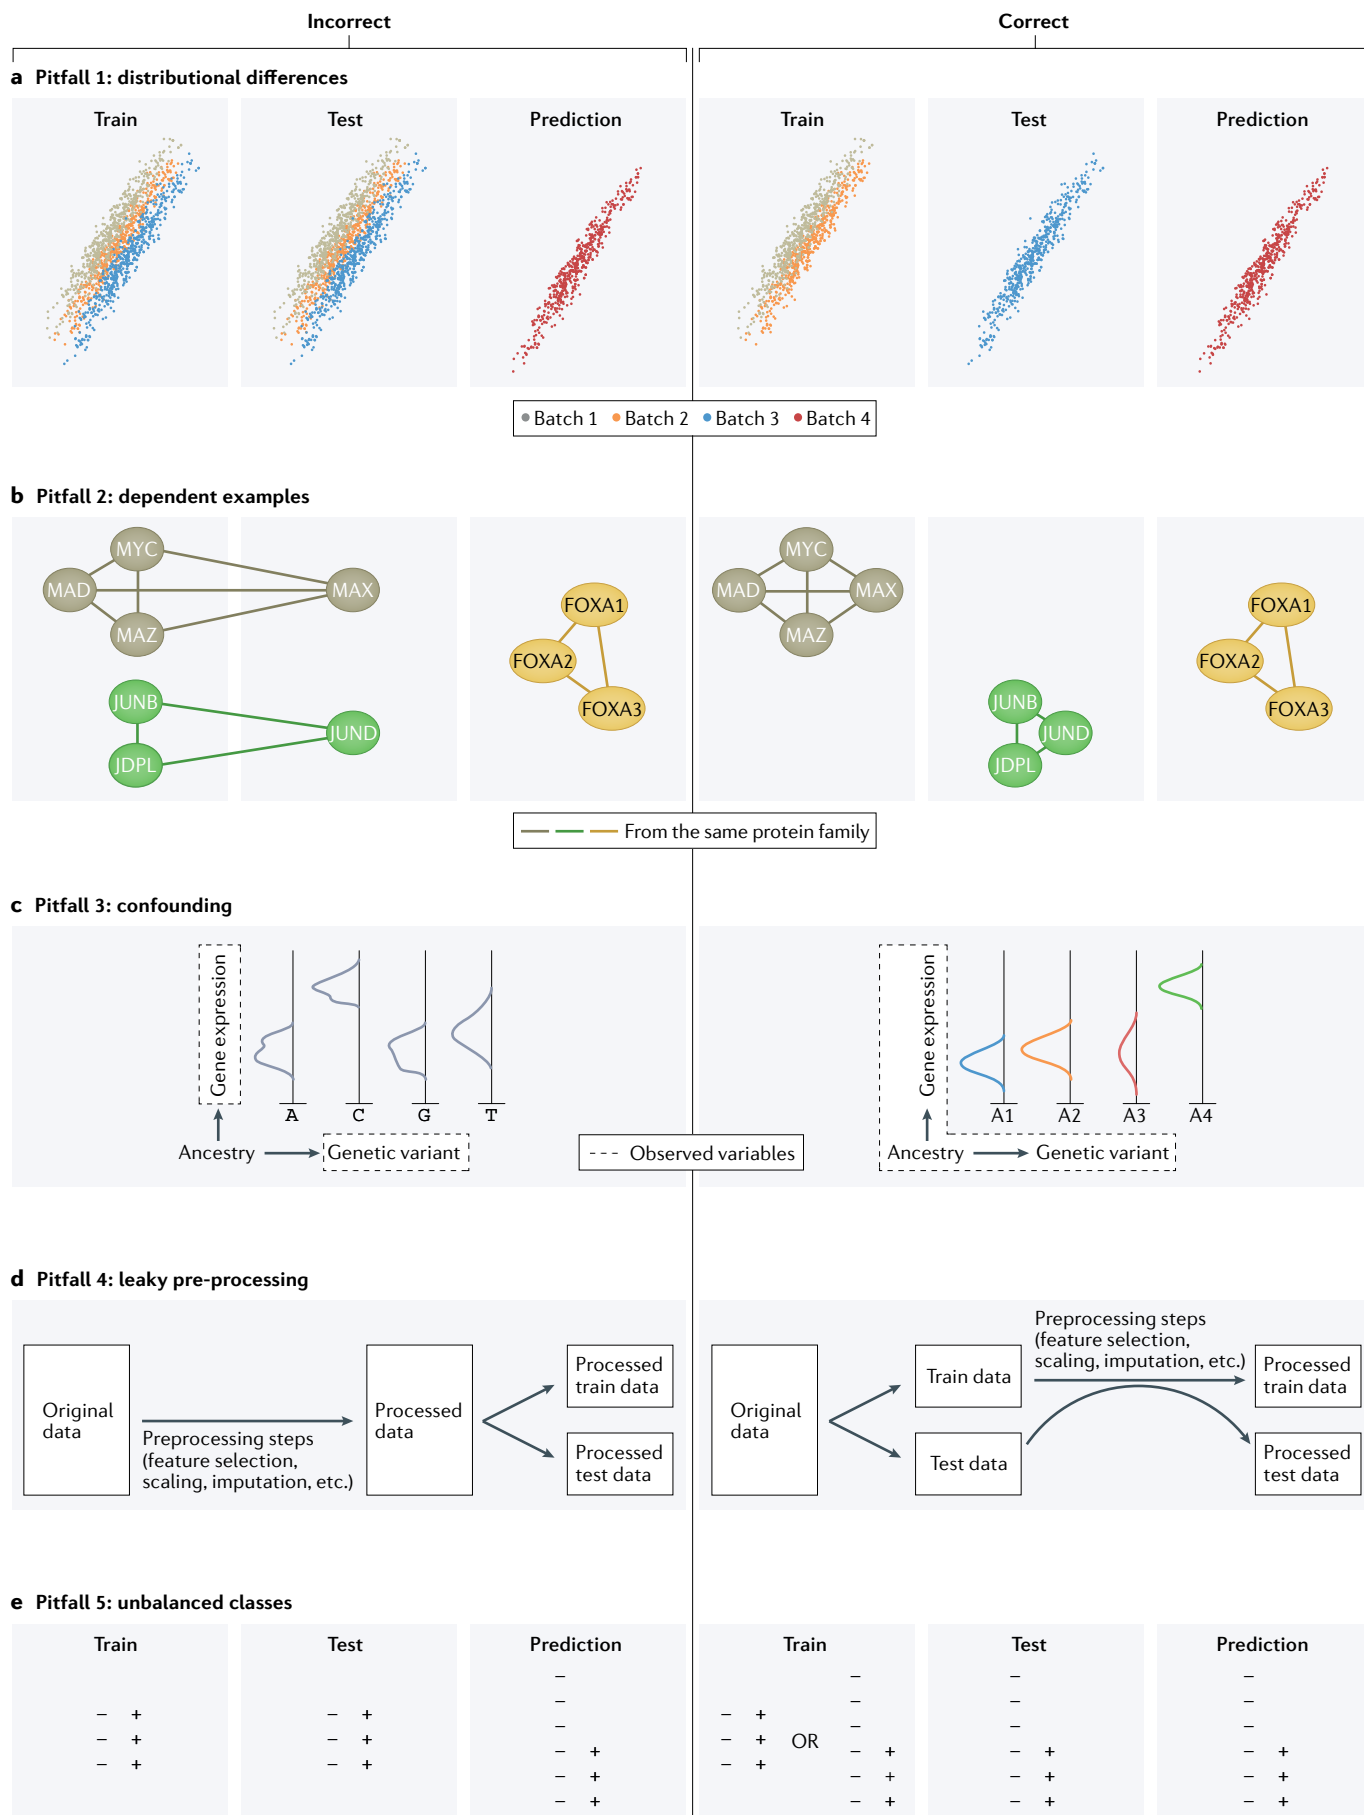 Incorrect
Correct
a Pitfall 1: distributional differences
Train
Test
Prediction
Train
Test
Prediction
Batch 1 Batch 2 Batch 3 Batch 4
b Pitfall 2: dependent examples
MYC
MAD
MAX
MAZ
JUNB
JUND
JDPL
FOXA1
FOXA2
FOXA3
MYC
MAD
MAX
MAZ
JUNB
JUND
JDPL
FOXA1
FOXA2
FOXA3
From the same protein family
c Pitfall 3: confounding
Gene expression
A C G T
Ancestry
Genetic variant
Observed variables
Gene expression
A1 A2 A3 A4
Ancestry
Genetic variant
d Pitfall 4: leaky pre-processing
Original
data
Preprocessing steps
(feature selection,
scaling, imputation, etc.)
Processed
data
Processed
train data
Processed
test data
Original
data
Train data
Test data
Preprocessing steps
(feature selection,
scaling, imputation, etc.)
Processed
train data
Processed
test data
e Pitfall 5: unbalanced classes
Train
– +
– +
– +
Test
– +
– +
– +
Prediction
–
–
–
– +
– +
– +
Train
– +
– +
– +
OR
–
–
–
– +
– +
– +
Test
–
–
–
– +
– +
– +
Prediction
–
–
–
– +
– +
– +